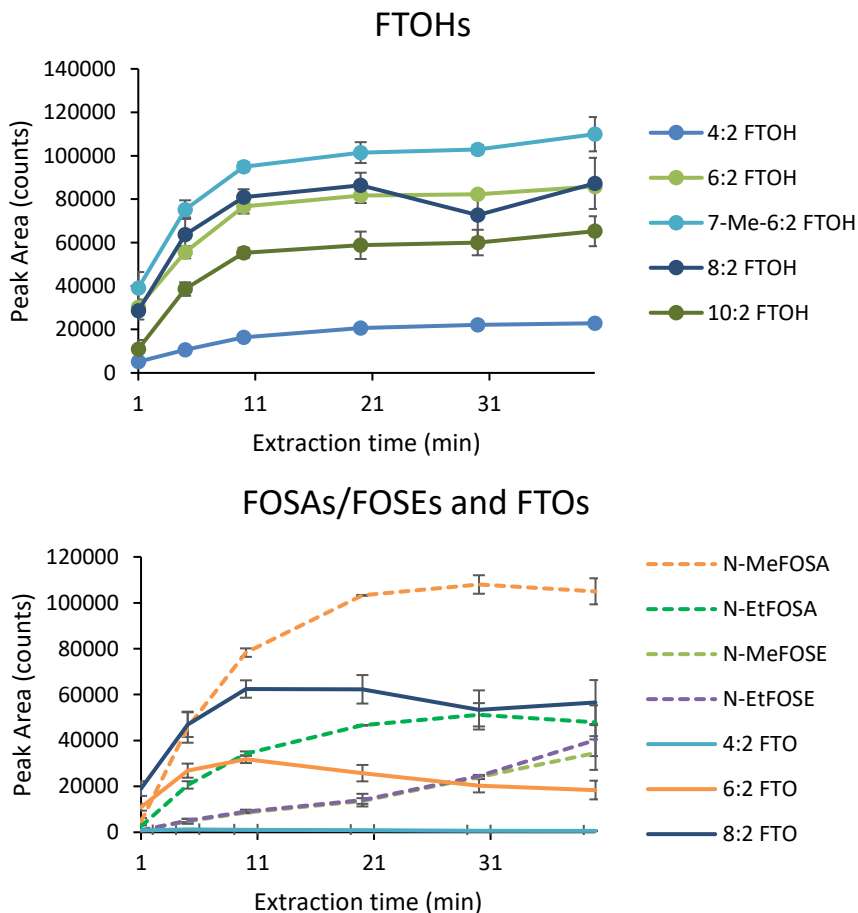 FTOHs
140000
120000
100000
80000
60000
40000
20000
0
Peak Area (counts)
1 11 21 31
Extraction time (min)
4:2 FTOH
6:2 FTOH
7-Me-6:2 FTOH
8:2 FTOH
10:2 FTOH
FOSAs/FOSEs and FTOs
120000
100000
80000
60000
40000
20000
0
Peak Area (counts)
1 11 21 31
Extraction time (min)
N-MeFOSA
N-EtFOSA
N-MeFOSE
N-EtFOSE
4:2 FTO
6:2 FTO
8:2 FTO